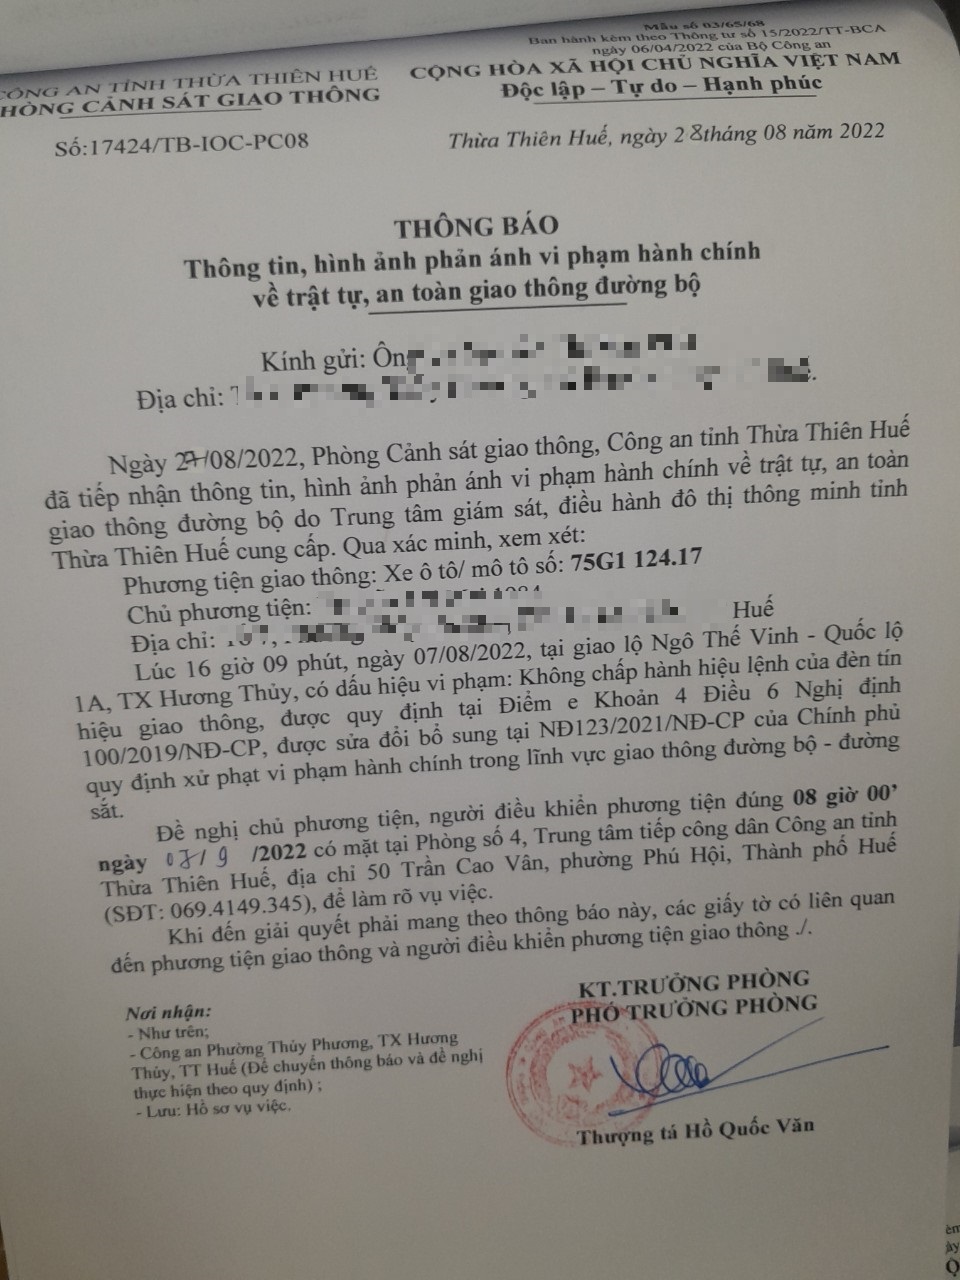 Mẫu số 03/65/68
Ban hành kèm theo Thông tư số 15/2022/TT-BCA
ngày 06/04/2022 của Bộ Công an
CÔNG AN TỈNH THỪA THIÊN HUẾ
PHÒNG CẢNH SÁT GIAO THÔNG
CỘNG HÒA XÃ HỘI CHỦ NGHĨA VIỆT NAM
Độc lập – Tự do – Hạnh phúc
Số:17424/TB-IOC-PC08
Thừa Thiên Huế, ngày 28tháng 08 năm 2022
THÔNG BÁO
Thông tin, hình ảnh phản ánh vi phạm hành chính
về trật tự, an toàn giao thông đường bộ
Kính gửi: Ông
Địa chỉ:
Ngày 27/08/2022, Phòng Cảnh sát giao thông, Công an tỉnh Thừa Thiên Huế
đã tiếp nhận thông tin, hình ảnh phản ánh vi phạm hành chính về trật tự, an toàn
giao thông đường bộ do Trung tâm giám sát, điều hành đô thị thông minh tỉnh
Thừa Thiên Huế cung cấp. Qua xác minh, xem xét:
Phương tiện giao thông: Xe ô tô/ mô tô số: 75G1 124.17
Chủ phương tiện:
Địa chỉ: Huế
Lúc 16 giờ 09 phút, ngày 07/08/2022, tại giao lộ Ngô Thế Vinh - Quốc lộ
1A, TX Hương Thủy, có dấu hiệu vi phạm: Không chấp hành hiệu lệnh của đèn tín
hiệu giao thông, được quy định tại Điểm e Khoản 4 Điều 6 Nghị định
100/2019/NĐ-CP, được sửa đổi bổ sung tại NĐ123/2021/NĐ-CP của Chính phủ
quy định xử phạt vi phạm hành chính trong lĩnh vực giao thông đường bộ - đường
sắt.
Đề nghị chủ phương tiện, người điều khiển phương tiện đúng 08 giờ 00’
ngày 07/9 /2022 có mặt tại Phòng số 4, Trung tâm tiếp công dân Công an tỉnh
Thừa Thiên Huế, địa chỉ 50 Trần Cao Vân, phường Phú Hội, Thành phố Huế
(SĐT: 069.4149.345), để làm rõ vụ việc.
Khi đến giải quyết phải mang theo thông báo này, các giấy tờ có liên quan
đến phương tiện giao thông và người điều khiển phương tiện giao thông ./.
Nơi nhận:
- Như trên;
- Công an Phường Thủy Phương, TX Hương
Thủy, TT Huế (Để chuyển thông báo và đề nghị
thực hiện theo quy định) ;
- Lưu: Hồ sơ vụ việc.
KT.TRƯỞNG PHÒNG
PHÓ TRƯỞNG PHÒNG
Thượng tá Hồ Quốc Văn